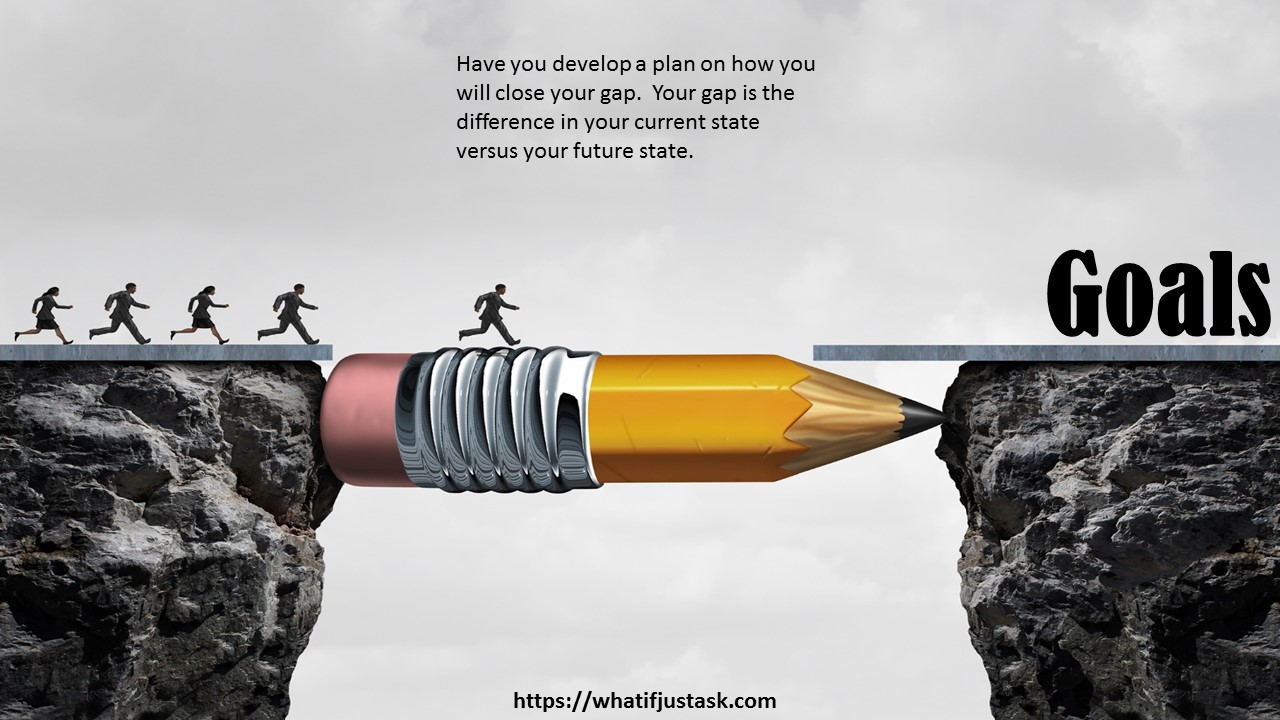 Have you develop a plan on how you
will close your gap.  Your gap is the
difference in your current state
versus your future state.
Goals
https://whatifjustask.com